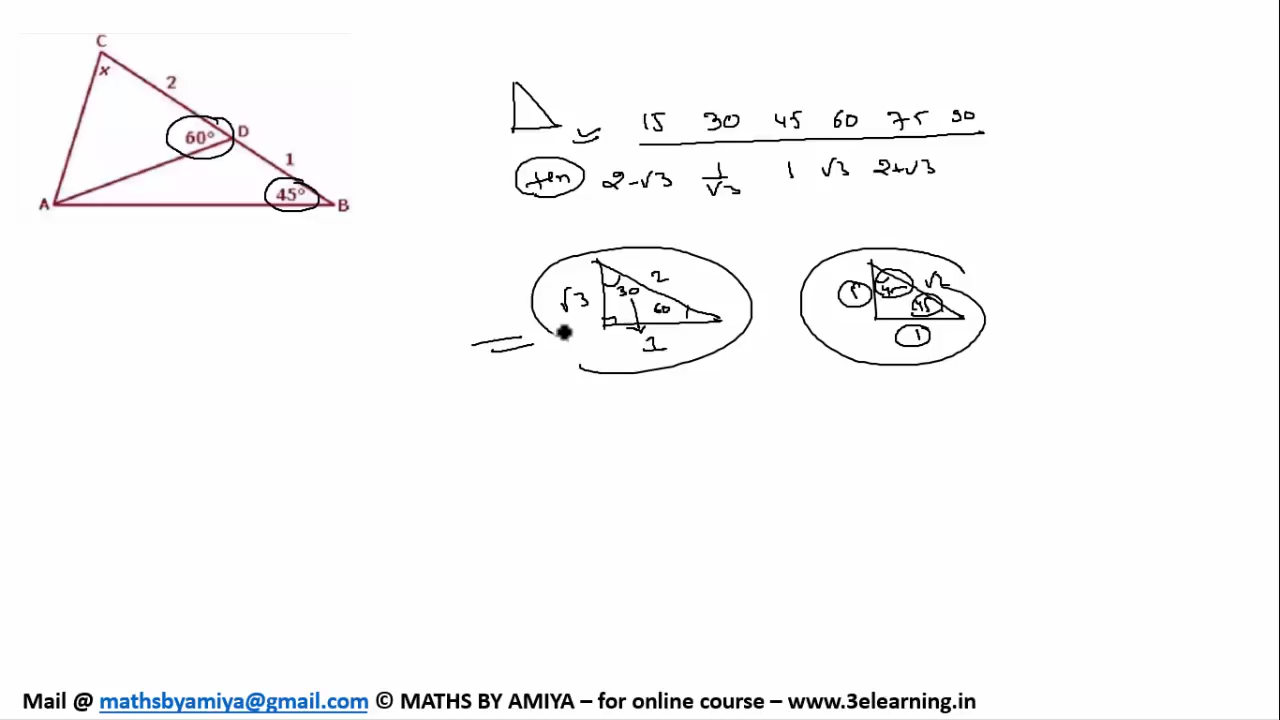 C
x
2
60°
D
1
45°
A
B
15 30 45 60 75 90
tan 2-√3 1/√3 1 √3 2+√3
2
√3
30
60
1
√2
1
45
45
1
Mail @ mathsbyamiya@gmail.com © MATHS BY AMIYA – for online course – www.3elearning.in